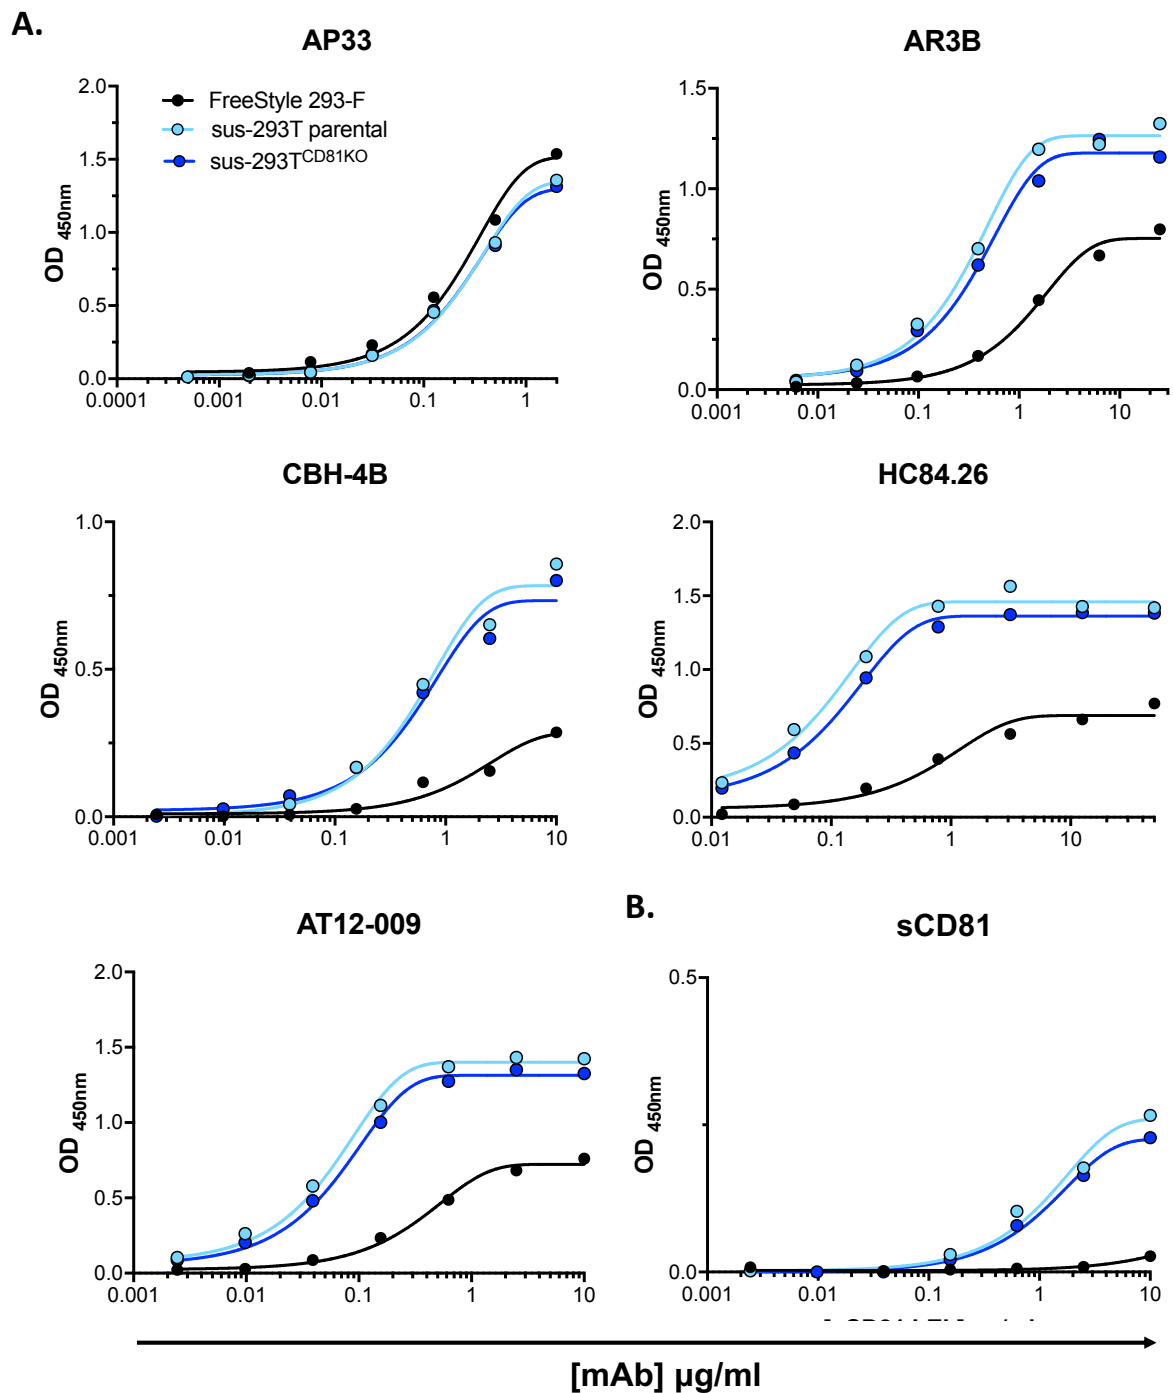 A.
AP33
2.0
1.5
1.0
0.5
0.0
OD 450nm
FreeStyle 293-F
sus-293T parental
sus-293TCD81KO
0.0001 0.001 0.01 0.1 1
AR3B
1.5
1.0
0.5
0.0
OD 450nm
0.001 0.01 0.1 1 10
CBH-4B
1.0
0.5
0.0
OD 450nm
0.001 0.01 0.1 1 10
HC84.26
2.0
1.5
1.0
0.5
0.0
OD 450nm
0.01 0.1 1 10
AT12-009
2.0
1.5
1.0
0.5
0.0
OD 450nm
0.001 0.01 0.1 1 10
B.
sCD81
0.5
0.0
OD 450nm
0.001 0.01 0.1 1 10
[mAb] µg/ml